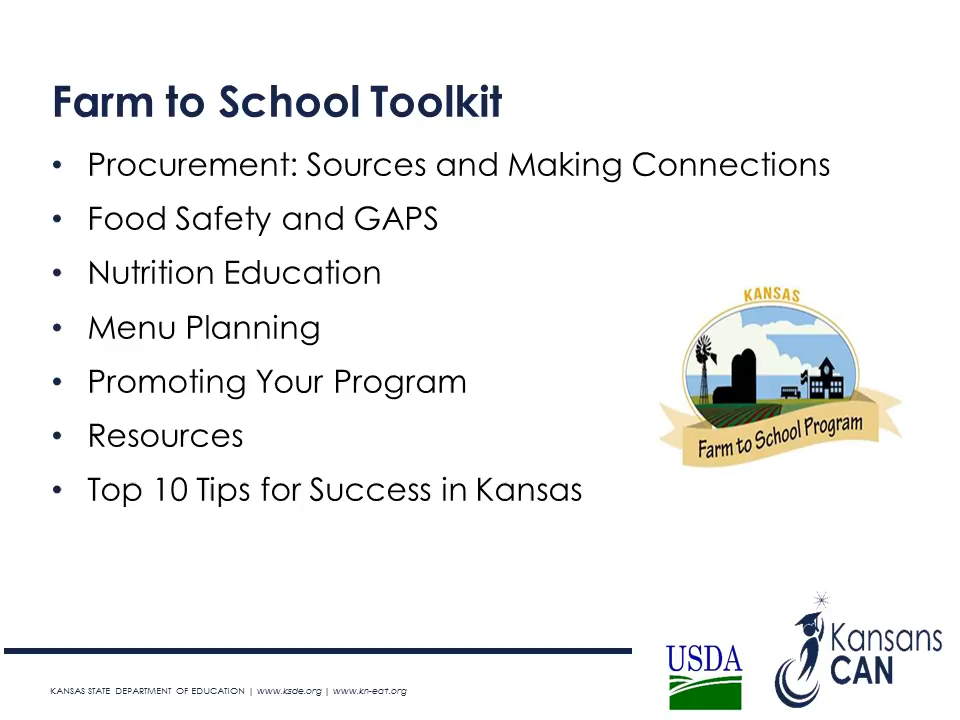 Farm to School Toolkit
• Procurement: Sources and Making Connections
• Food Safety and GAPS
• Nutrition Education
• Menu Planning
• Promoting Your Program
• Resources
• Top 10 Tips for Success in Kansas
KANSAS
Farm to School Program
KANSAS STATE DEPARTMENT OF EDUCATION | www.ksde.org | www.kn-eat.org
USDA
Kansans
CAN